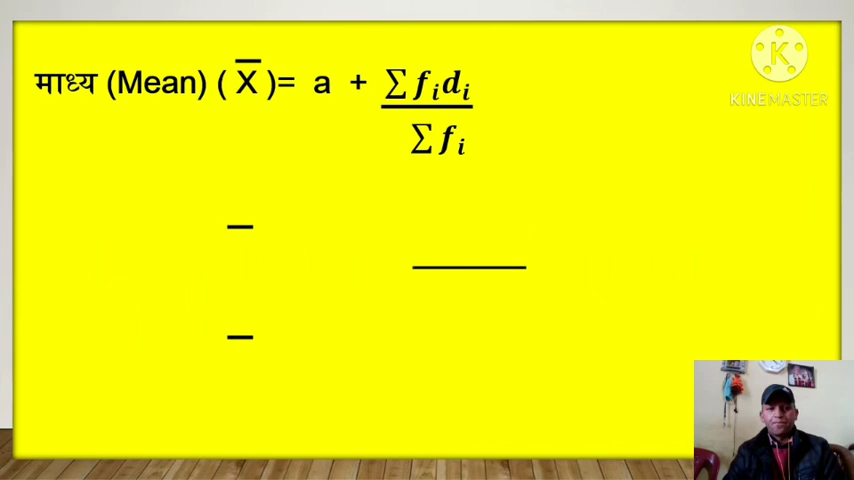 माध्य (Mean) ( X̅ )= a + ∑fᵢdᵢ
∑fᵢ
KINEMASTER